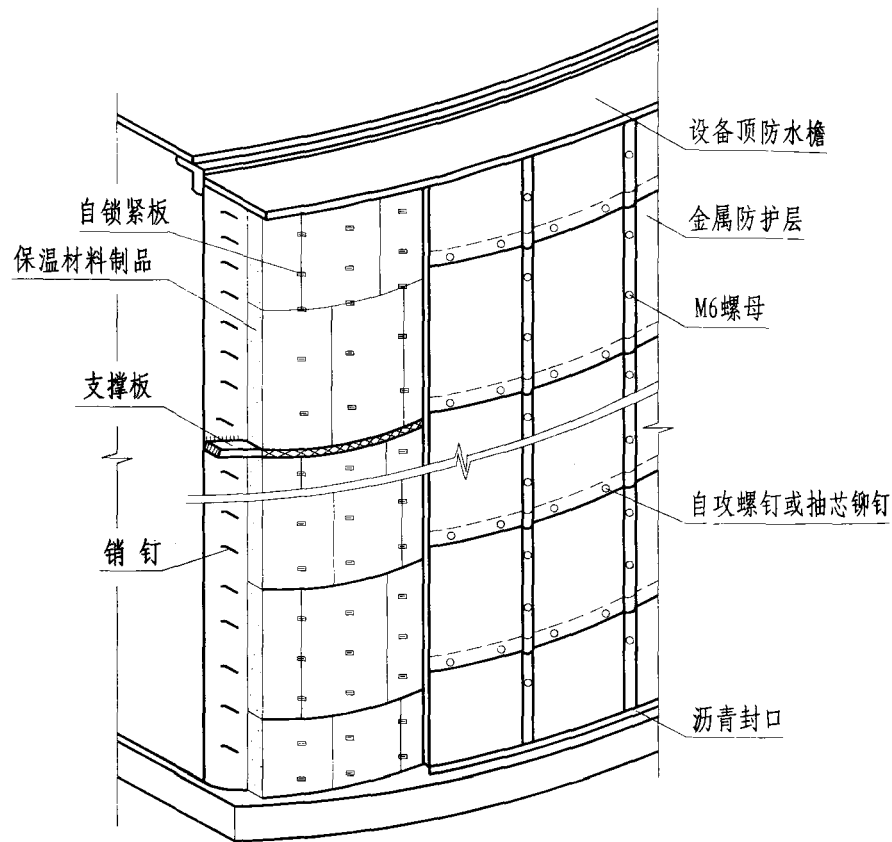 设备顶防水檐
自锁紧板
金属防护层
保温材料制品
M6螺母
支撑板
自攻螺钉或抽芯铆钉
销 钉
沥青封口